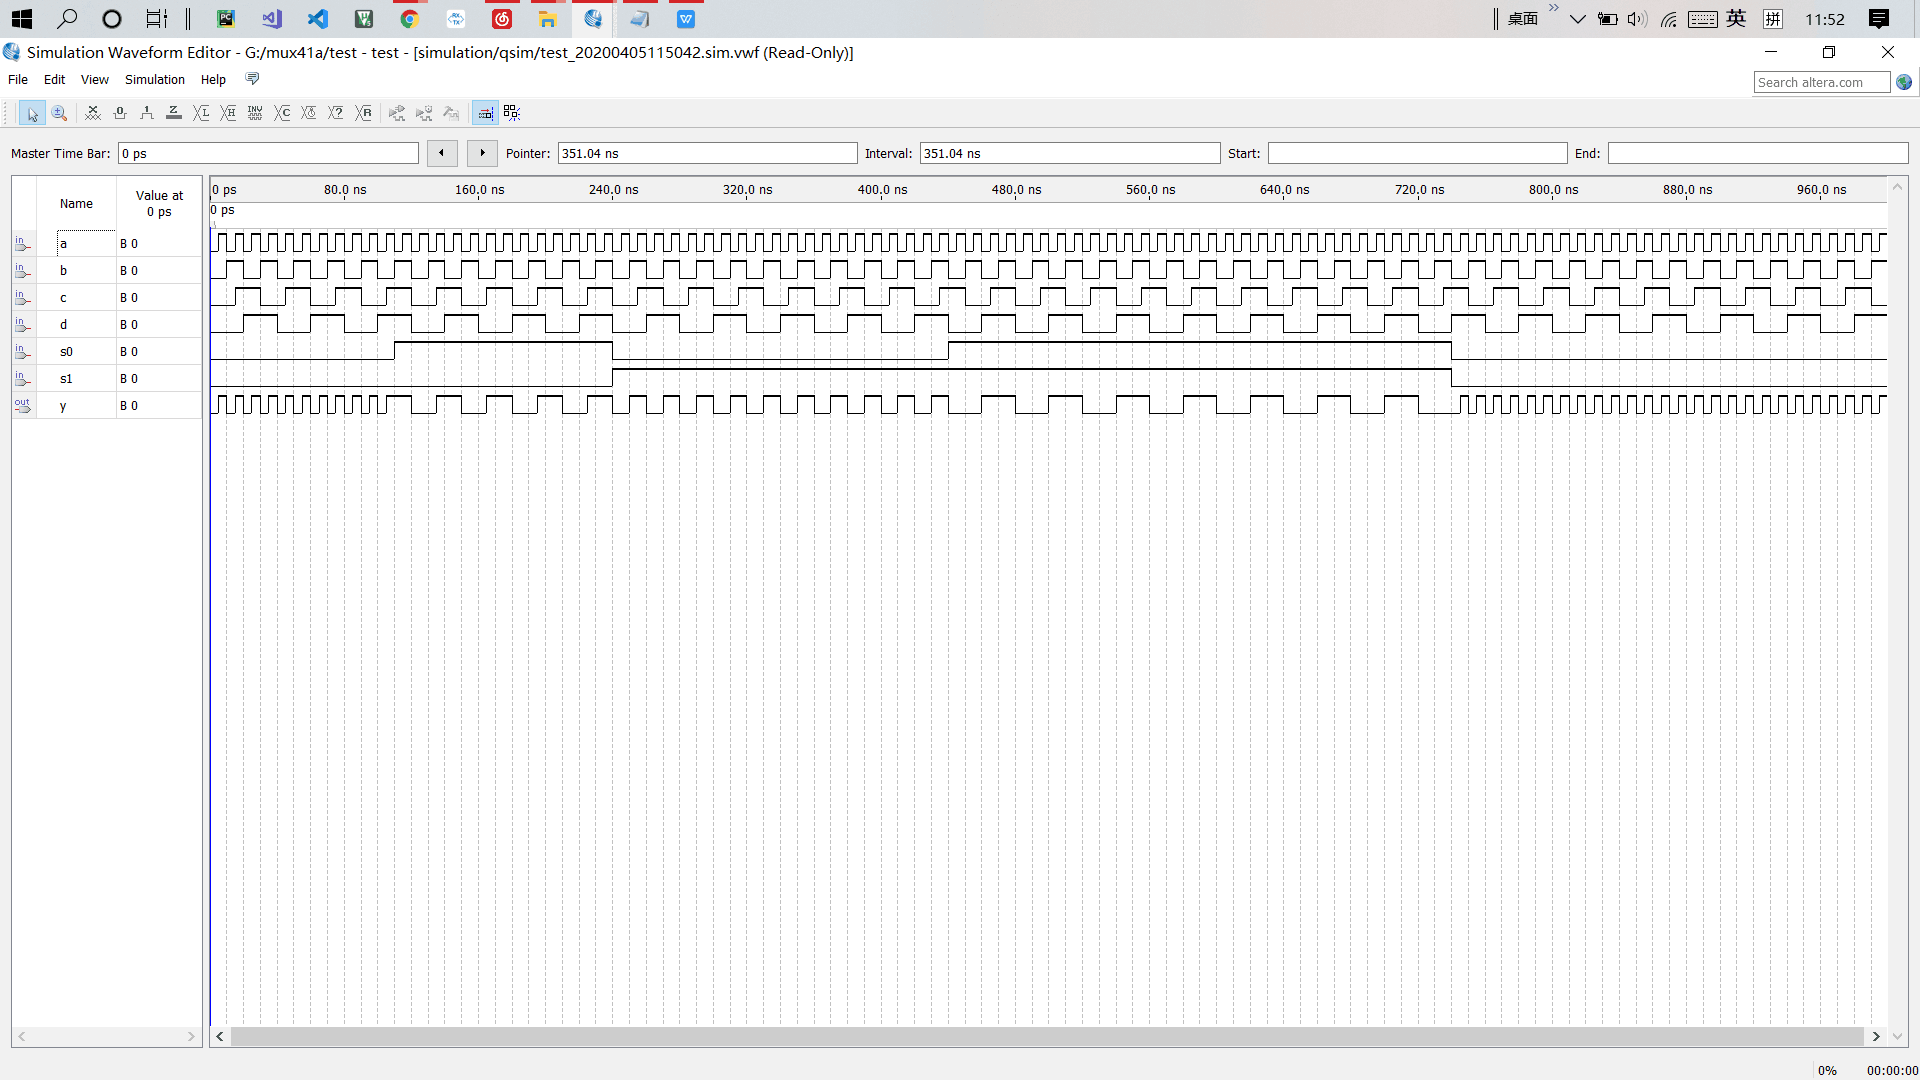 桌面
英
拼
11:52
Simulation Waveform Editor - G:/mux41a/test - test - [simulation/qsim/test_20200405115042.sim.vwf (Read-Only)]
File Edit View Simulation Help
Search altera.com
Master Time Bar: 0 ps Pointer: 351.04 ns Interval: 351.04 ns Start: End:
Name Value at 0 ps
0 ps 80.0 ns 160.0 ns 240.0 ns 320.0 ns 400.0 ns 480.0 ns 560.0 ns 640.0 ns 720.0 ns 800.0 ns 880.0 ns 960.0 ns
0 ps
in a B 0
in b B 0
in c B 0
in d B 0
in s0 B 0
in s1 B 0
out y B 0
0% 00:00:00